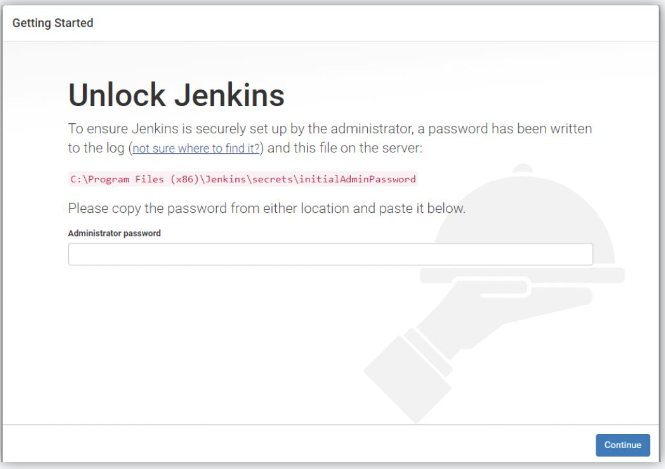 Getting Started
Unlock Jenkins
To ensure Jenkins is securely set up by the administrator, a password has been written
to the log (not sure where to find it?) and this file on the server:
C:\Program Files (x86)\Jenkins\secrets\initialAdminPassword
Please copy the password from either location and paste it below.
Administrator password
Continue